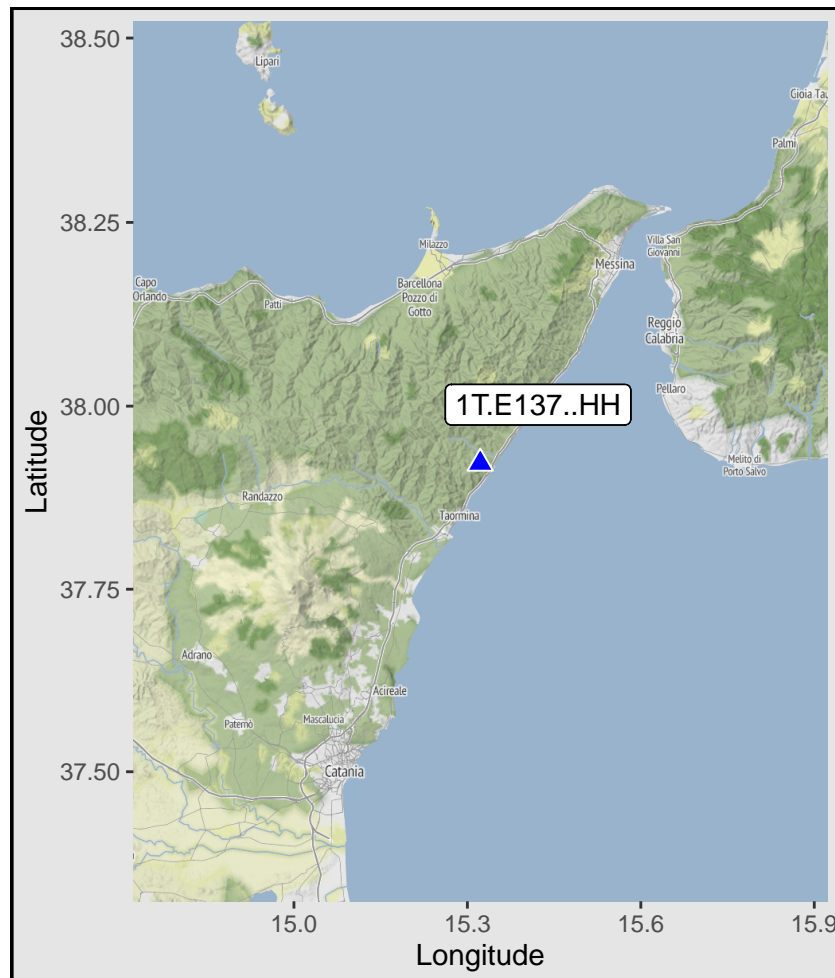 38.50
Lipari
Gioia Tau
Palmi
38.25
Milazzo
Villa San
Giovanni
Messina
Capo
Orlando
Patti
Barcellona
Pozzo di
Gotto
Reggio
Calabria
Pellaro
38.00
1T.E137..HH
Melito di
Porto Salvo
Randazzo
Taormina
37.75
Adrano
Acireale
Paternò
Mascalucia
37.50
Catania
15.0
15.3
15.6
15.9
Longitude
Latitude